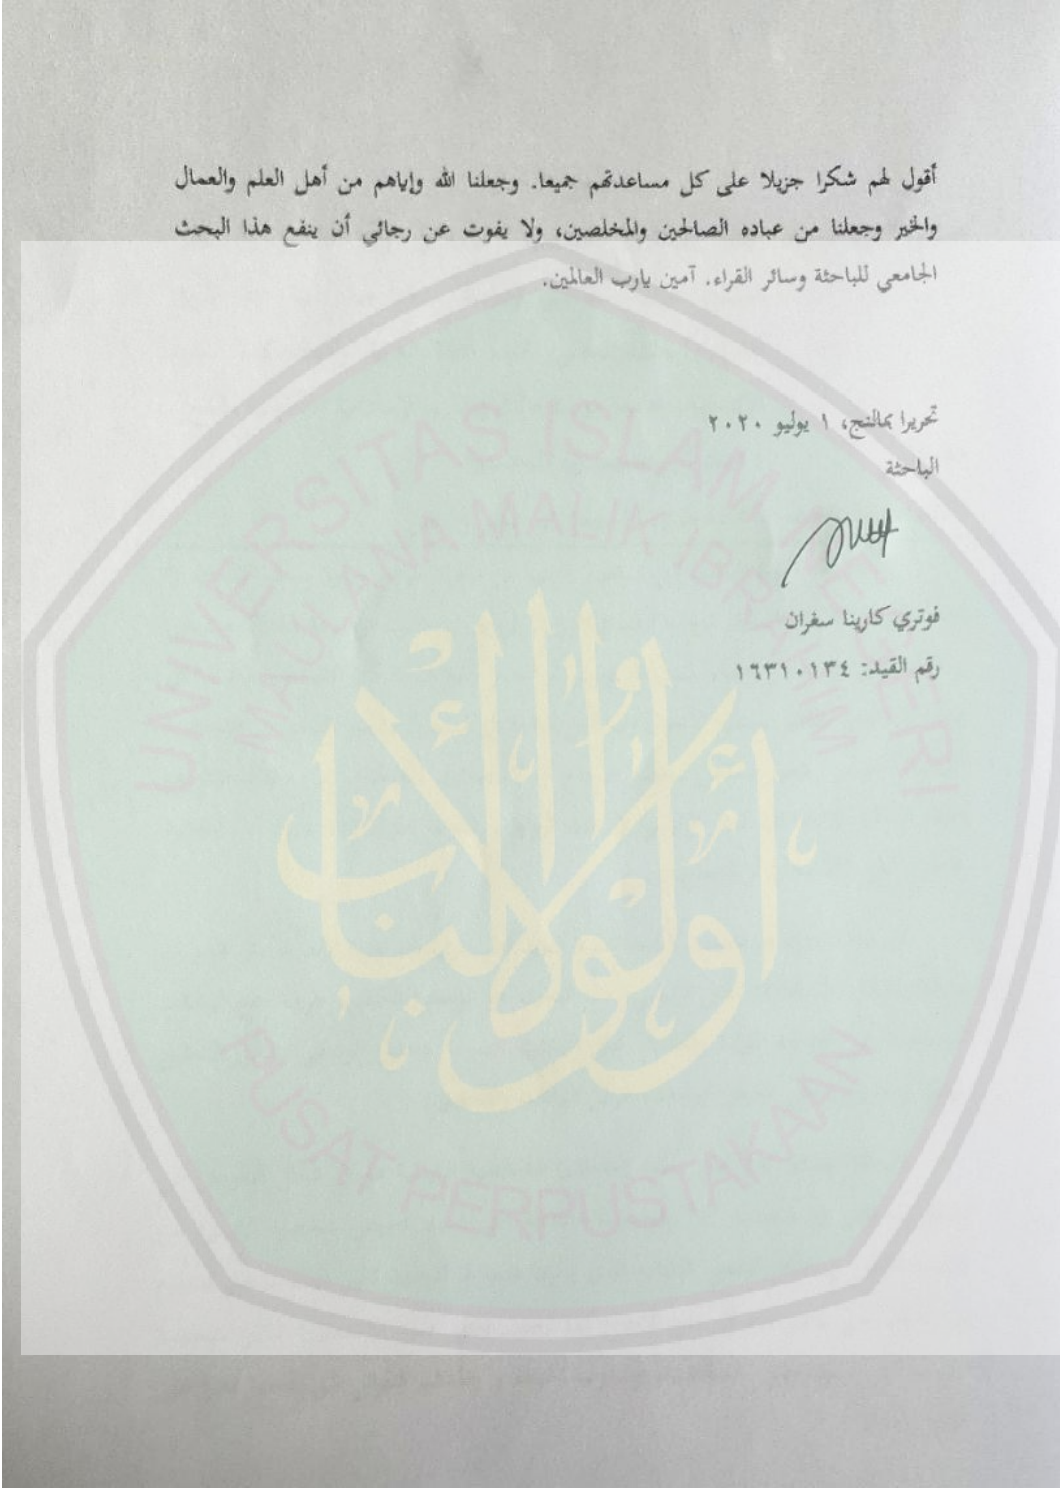 أقول لهم شكرا جزيلا على كل مساعدتهم جميعا. وجعلنا الله وإياهم من أهل العلم والعمال
والخير وجعلنا من عباده الصالحين والمخلصين، ولا يفوت عن رجائي أن ينفع هذا البحث
الجامعي للباحثة وسائر القراء. آمين يارب العالمين.
تحريرا بمالنج، ١ يوليو ٢٠٢٠
الباحثة
فوتري كارينا سفران
رقم القيد: ١٦٣١٠١٣٤
UNIVERSITAS ISLAM NEGERI
MAULANA MALIK IBRAHIM
أولوا الألباب
PUSAT PERPUSTAKAAN